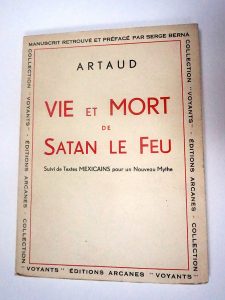 MANUSCRIT RETROUVÉ ET PRÉFACÉ PAR SERGE BERNA
ARTAUD
VIE ET MORT
DE
SATAN LE FEU
Suivi de Textes MEXICAINS pour un Nouveau Mythe
COLLECTION "VOYANTS" - ÉDITIONS ARCANES - COLLECTION
COLLECTION "VOYANTS" - ÉDITIONS ARCANES - COLLECTION
"VOYANTS" ÉDITIONS ARCANES "VOYANTS"